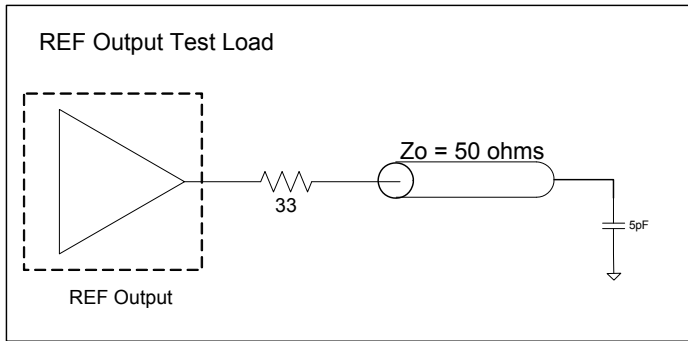 REF Output Test Load
Zo = 50 ohms
33
5pF
REF Output